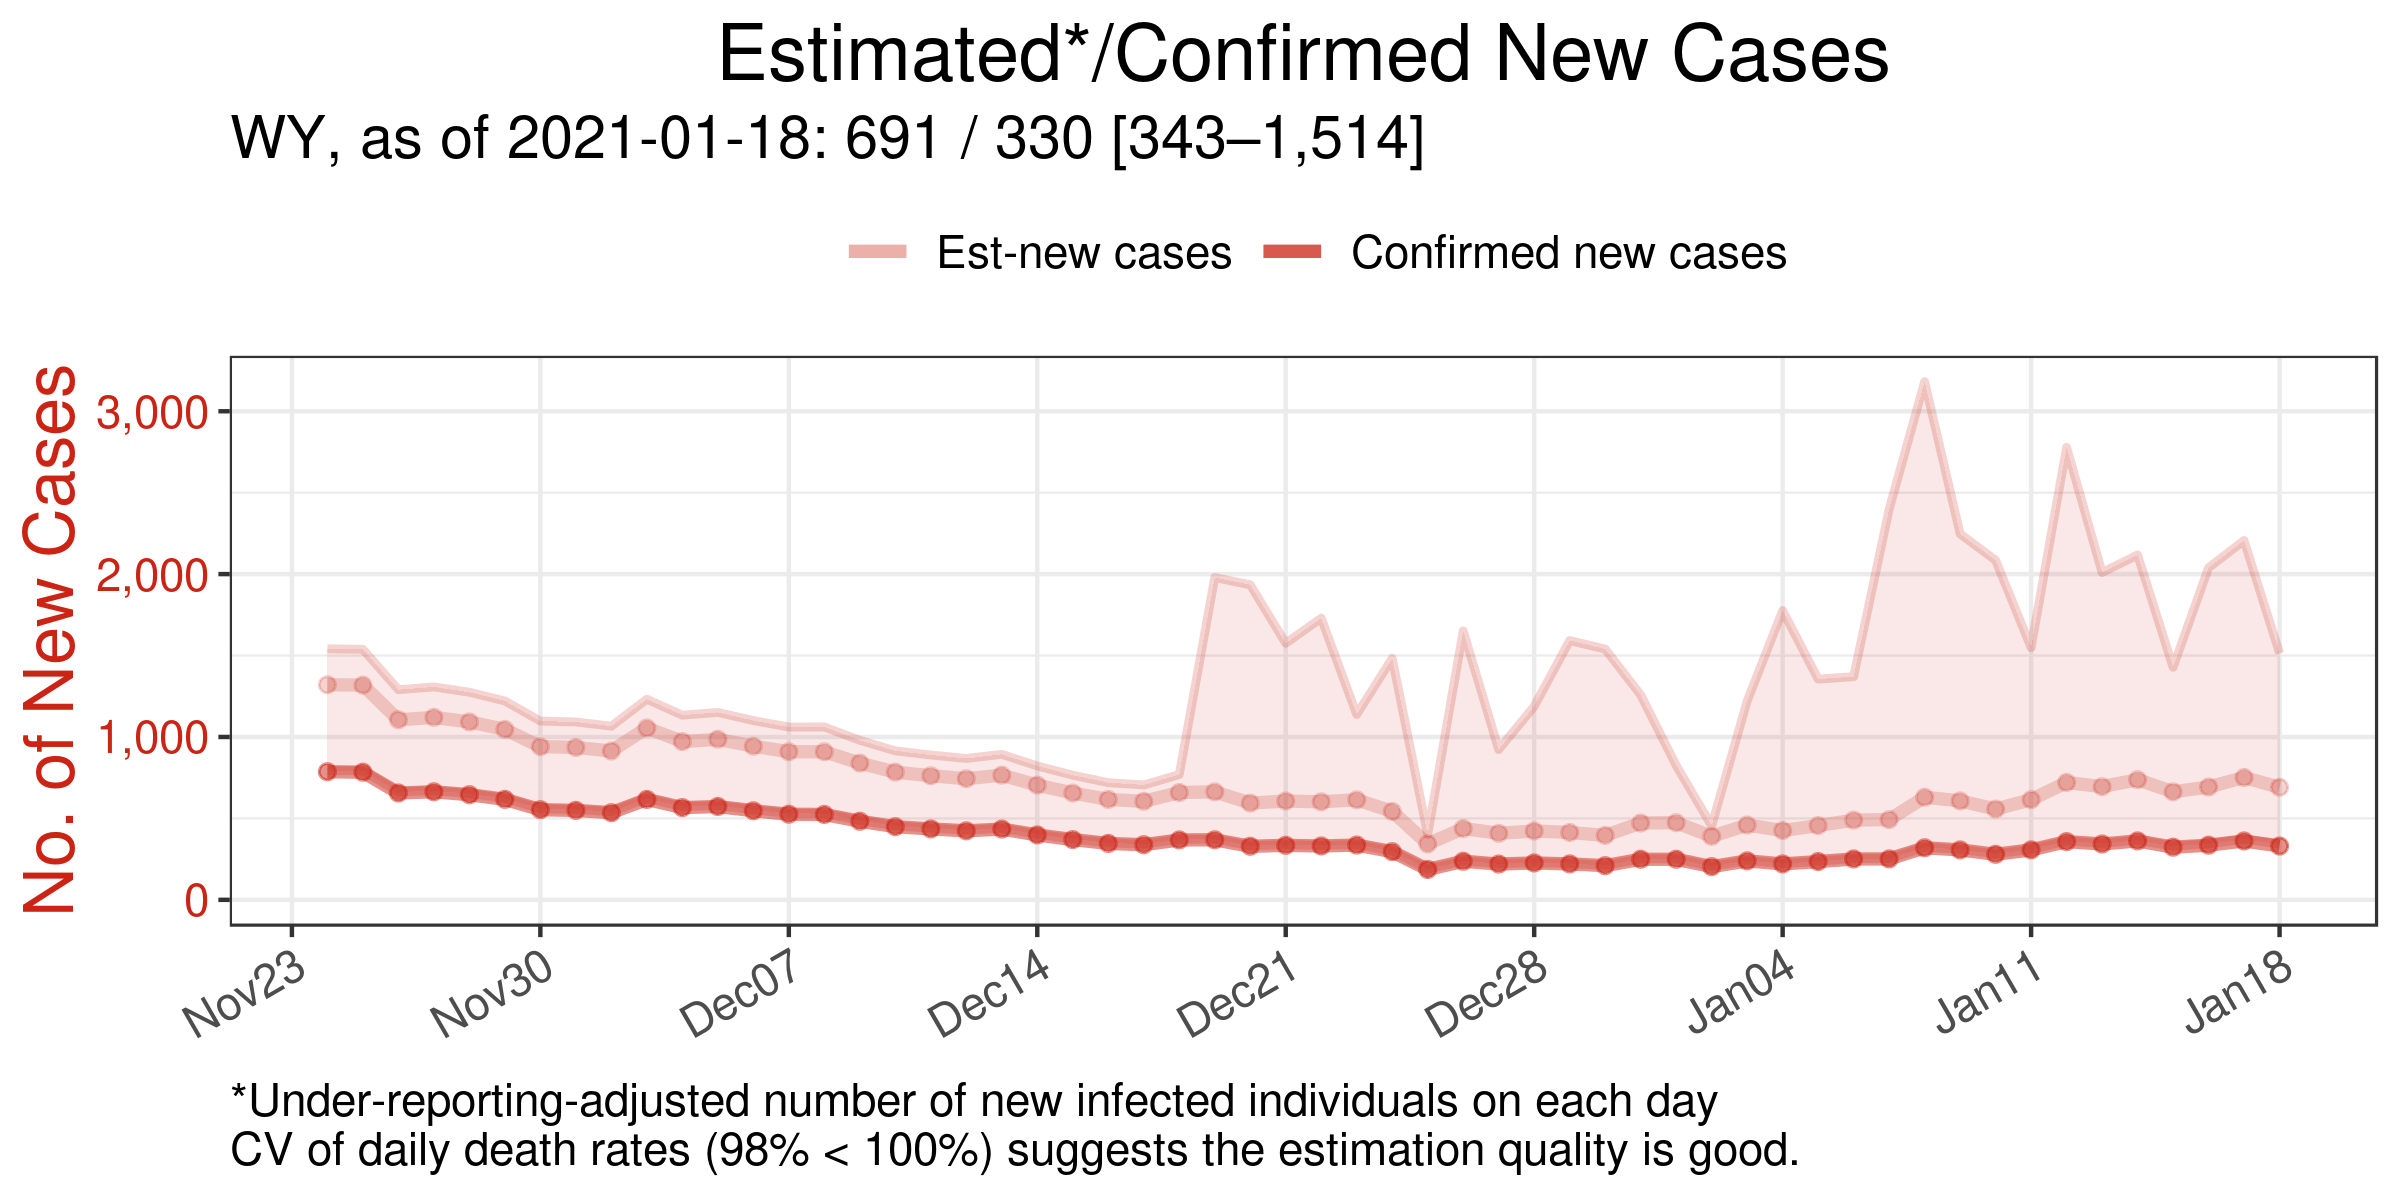 Estimated*/Confirmed New Cases
WY, as of 2021-01-18: 691 / 330 [343–1,514]
Est-new cases Confirmed new cases
No. of New Cases
3,000
2,000
1,000
0
Nov23 Nov30 Dec07 Dec14 Dec21 Dec28 Jan04 Jan11 Jan18
*Under-reporting-adjusted number of new infected individuals on each day
CV of daily death rates (98% < 100%) suggests the estimation quality is good.